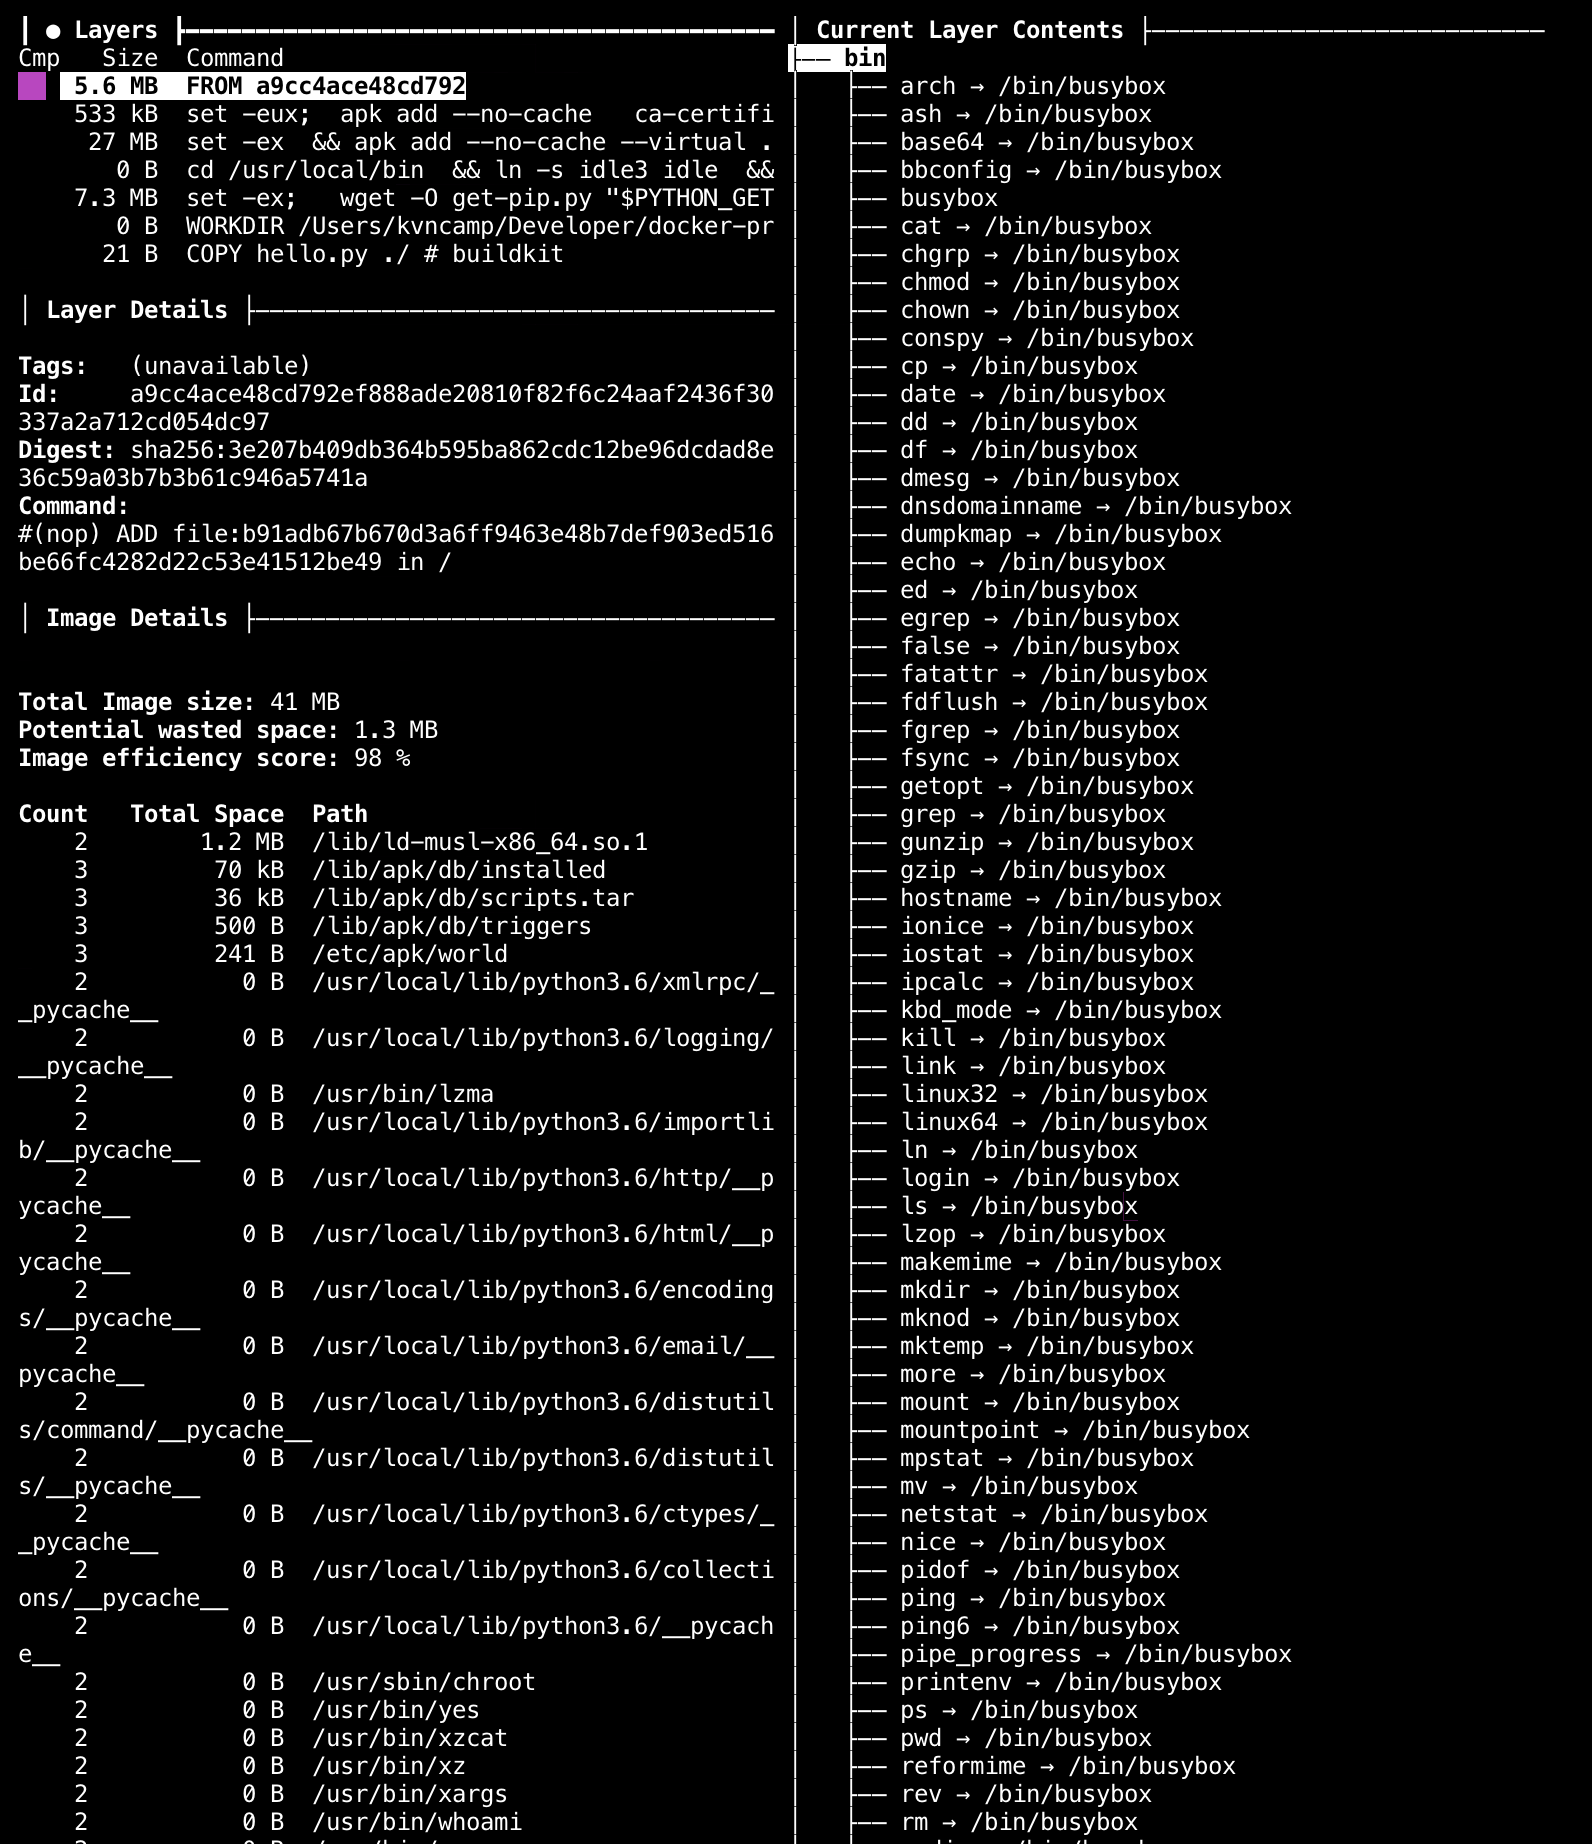 │ ● Layers ├
Cmp   Size  Command
5.6 MB  FROM a9cc4ace48cd792
533 kB  set -eux;  apk add --no-cache   ca-certifi
27 MB  set -ex  && apk add --no-cache --virtual .
0 B  cd /usr/local/bin  && ln -s idle3 idle  &&
7.3 MB  set -ex;   wget -O get-pip.py "$PYTHON_GET
0 B  WORKDIR /Users/kvncamp/Developer/docker-pr
21 B  COPY hello.py ./ # buildkit
│ Layer Details ├
Tags:   (unavailable)
Id:     a9cc4ace48cd792ef888ade20810f82f6c24aaf2436f30
337a2a712cd054dc97
Digest: sha256:3e207b409db364b595ba862cdc12be96dcdad8e
36c59a03b7b3b61c946a5741a
Command:
#(nop) ADD file:b91adb67b670d3a6ff9463e48b7def903ed516
be66fc4282d22c53e41512be49 in /
│ Image Details ├
Total Image size: 41 MB
Potential wasted space: 1.3 MB
Image efficiency score: 98 %
Count   Total Space  Path
2        1.2 MB  /lib/ld-musl-x86_64.so.1
3         70 kB  /lib/apk/db/installed
3         36 kB  /lib/apk/db/scripts.tar
3         500 B  /lib/apk/db/triggers
3         241 B  /etc/apk/world
2           0 B  /usr/local/lib/python3.6/xmlrpc/_
_pycache__
2           0 B  /usr/local/lib/python3.6/logging/
__pycache__
2           0 B  /usr/bin/lzma
2           0 B  /usr/local/lib/python3.6/importli
b/__pycache__
2           0 B  /usr/local/lib/python3.6/http/__p
ycache__
2           0 B  /usr/local/lib/python3.6/html/__p
ycache__
2           0 B  /usr/local/lib/python3.6/encoding
s/__pycache__
2           0 B  /usr/local/lib/python3.6/email/__
pycache__
2           0 B  /usr/local/lib/python3.6/distutil
s/command/__pycache__
2           0 B  /usr/local/lib/python3.6/distutil
s/__pycache__
2           0 B  /usr/local/lib/python3.6/ctypes/_
_pycache__
2           0 B  /usr/local/lib/python3.6/collecti
ons/__pycache__
2           0 B  /usr/local/lib/python3.6/__pycach
e__
2           0 B  /usr/sbin/chroot
2           0 B  /usr/bin/yes
2           0 B  /usr/bin/xzcat
2           0 B  /usr/bin/xz
2           0 B  /usr/bin/xargs
2           0 B  /usr/bin/whoami
│ Current Layer Contents ├
├── bin
├── arch → /bin/busybox
├── ash → /bin/busybox
├── base64 → /bin/busybox
├── bbconfig → /bin/busybox
├── busybox
├── cat → /bin/busybox
├── chgrp → /bin/busybox
├── chmod → /bin/busybox
├── chown → /bin/busybox
├── conspy → /bin/busybox
├── cp → /bin/busybox
├── date → /bin/busybox
├── dd → /bin/busybox
├── df → /bin/busybox
├── dmesg → /bin/busybox
├── dnsdomainname → /bin/busybox
├── dumpkmap → /bin/busybox
├── echo → /bin/busybox
├── ed → /bin/busybox
├── egrep → /bin/busybox
├── false → /bin/busybox
├── fatattr → /bin/busybox
├── fdflush → /bin/busybox
├── fgrep → /bin/busybox
├── fsync → /bin/busybox
├── getopt → /bin/busybox
├── grep → /bin/busybox
├── gunzip → /bin/busybox
├── gzip → /bin/busybox
├── hostname → /bin/busybox
├── ionice → /bin/busybox
├── iostat → /bin/busybox
├── ipcalc → /bin/busybox
├── kbd_mode → /bin/busybox
├── kill → /bin/busybox
├── link → /bin/busybox
├── linux32 → /bin/busybox
├── linux64 → /bin/busybox
├── ln → /bin/busybox
├── login → /bin/busybox
├── ls → /bin/busybox
├── lzop → /bin/busybox
├── makemime → /bin/busybox
├── mkdir → /bin/busybox
├── mknod → /bin/busybox
├── mktemp → /bin/busybox
├── more → /bin/busybox
├── mount → /bin/busybox
├── mountpoint → /bin/busybox
├── mpstat → /bin/busybox
├── mv → /bin/busybox
├── netstat → /bin/busybox
├── nice → /bin/busybox
├── pidof → /bin/busybox
├── ping → /bin/busybox
├── ping6 → /bin/busybox
├── pipe_progress → /bin/busybox
├── printenv → /bin/busybox
├── ps → /bin/busybox
├── pwd → /bin/busybox
├── reformime → /bin/busybox
├── rev → /bin/busybox
├── rm → /bin/busybox